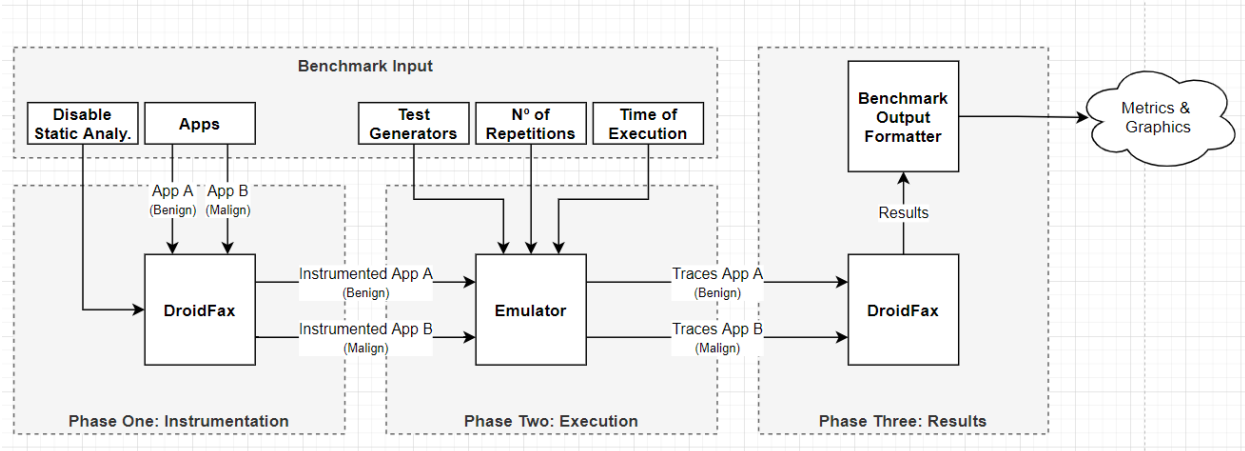 Benchmark Input
Disable
Static Analy.
Apps
Test
Generators
Nº of
Repetitions
Time of
Execution
App A
(Benign)
App B
(Malign)
DroidFax
Instrumented App A
(Benign)
Instrumented App B
(Malign)
Phase One: Instrumentation
Emulator
Traces App A
(Benign)
Traces App B
(Malign)
Phase Two: Execution
Benchmark
Output
Formatter
Results
DroidFax
Phase Three: Results
Metrics &
Graphics